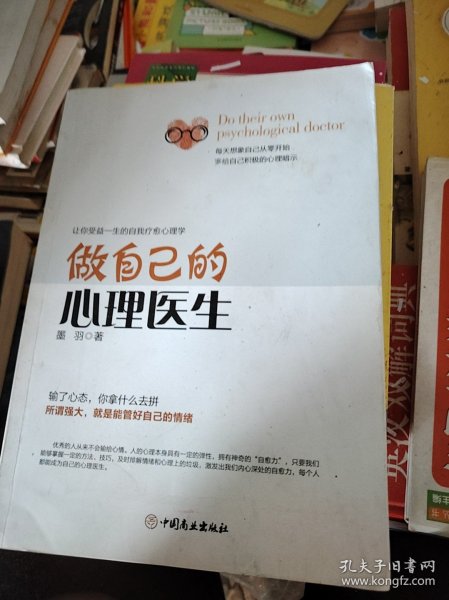 Do their own
psychological doctor
每天想象自己从零开始
多给自己积极的心理暗示
让你受益一生的自我疗愈心理学
做自己的
心理医生
墨 羽◎著
输了心态，你拿什么去拼
所谓强大，就是能管好自己的情绪
优秀的人从来不会输给心情。人的心理本身具有一定的弹性，拥有神奇的“自愈力”，只要我们
能够掌握一定的方法、技巧，及时排解情绪和心理上的垃圾，激发出我们内心深处的自愈力，每个人
都能成为自己的心理医生。
中国商业出版社
英汉双解词典
孔夫子旧书网
www.kongfz.com